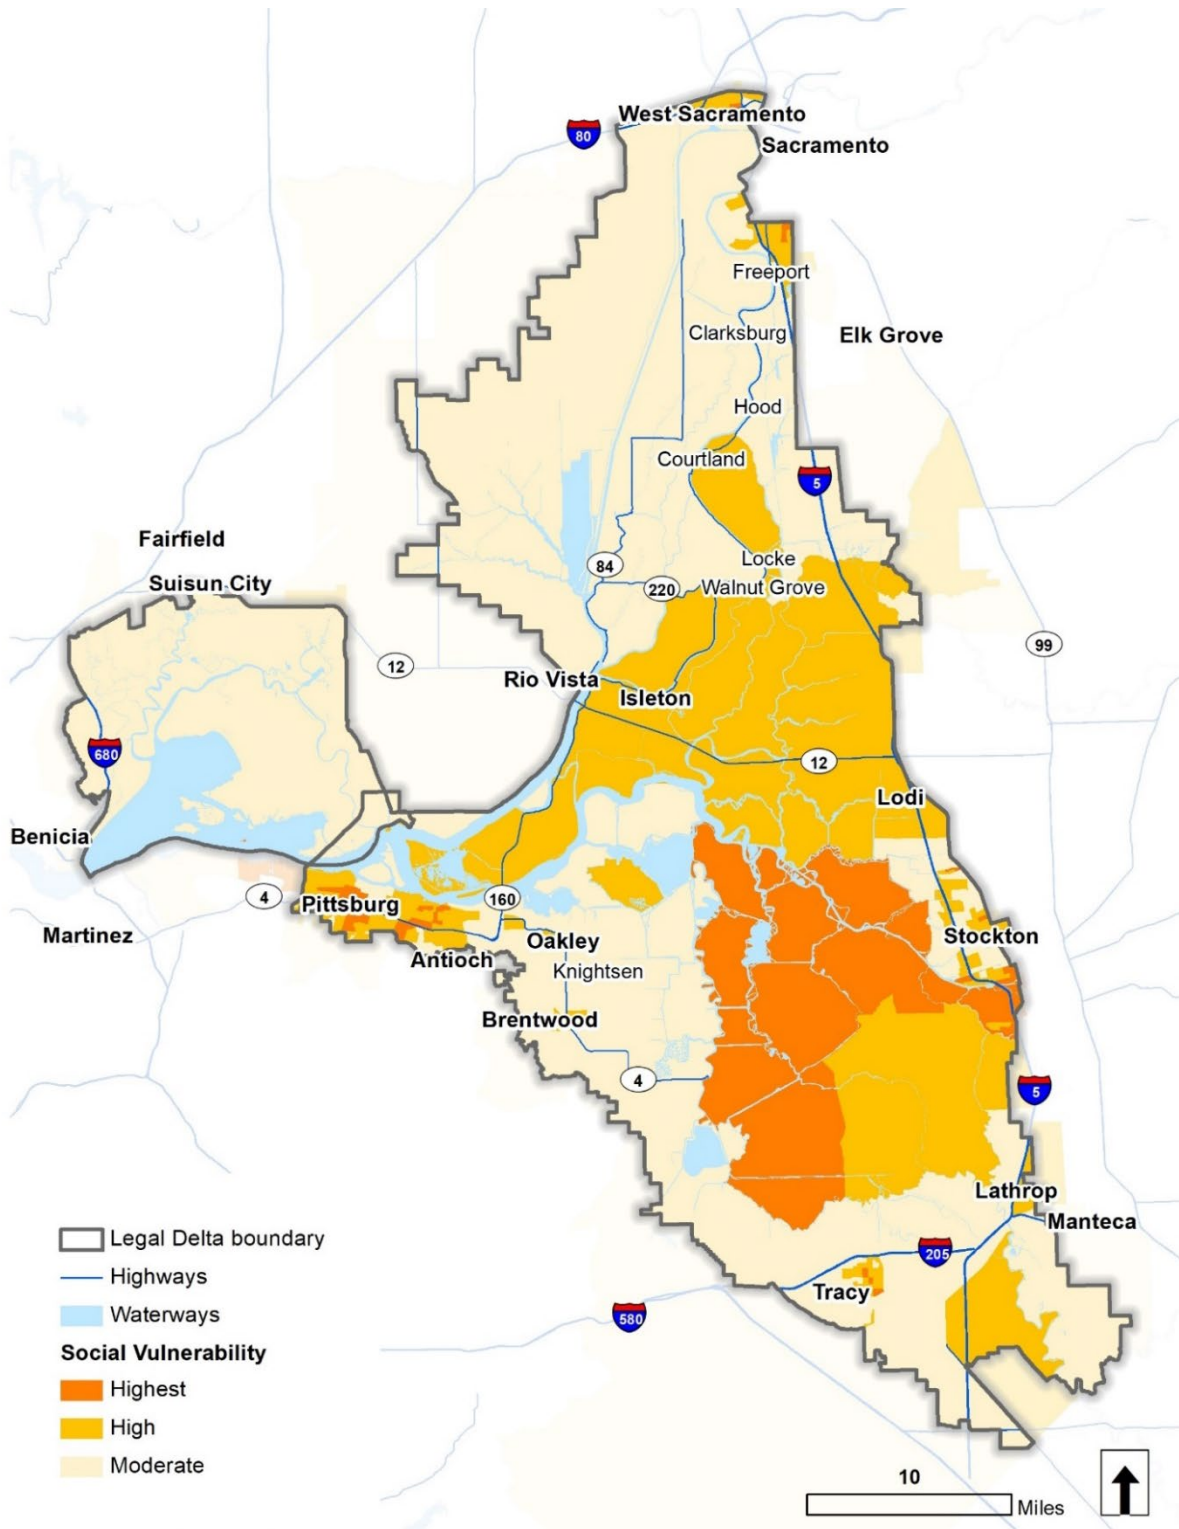 West Sacramento
80
Sacramento
Freeport
Clarksburg
Elk Grove
Hood
Courtland
5
Fairfield
Locke
84
Suisun City
220
Walnut Grove
99
12
Rio Vista
Isleton
680
12
Lodi
Benicia
4
Pittsburg
160
Martinez
Oakley
Stockton
Antioch
Knightsen
Brentwood
4
5
Lathrop
Manteca
Legal Delta boundary
205
Highways
Tracy
Waterways
580
Social Vulnerability
Highest
High
Moderate
10
Miles